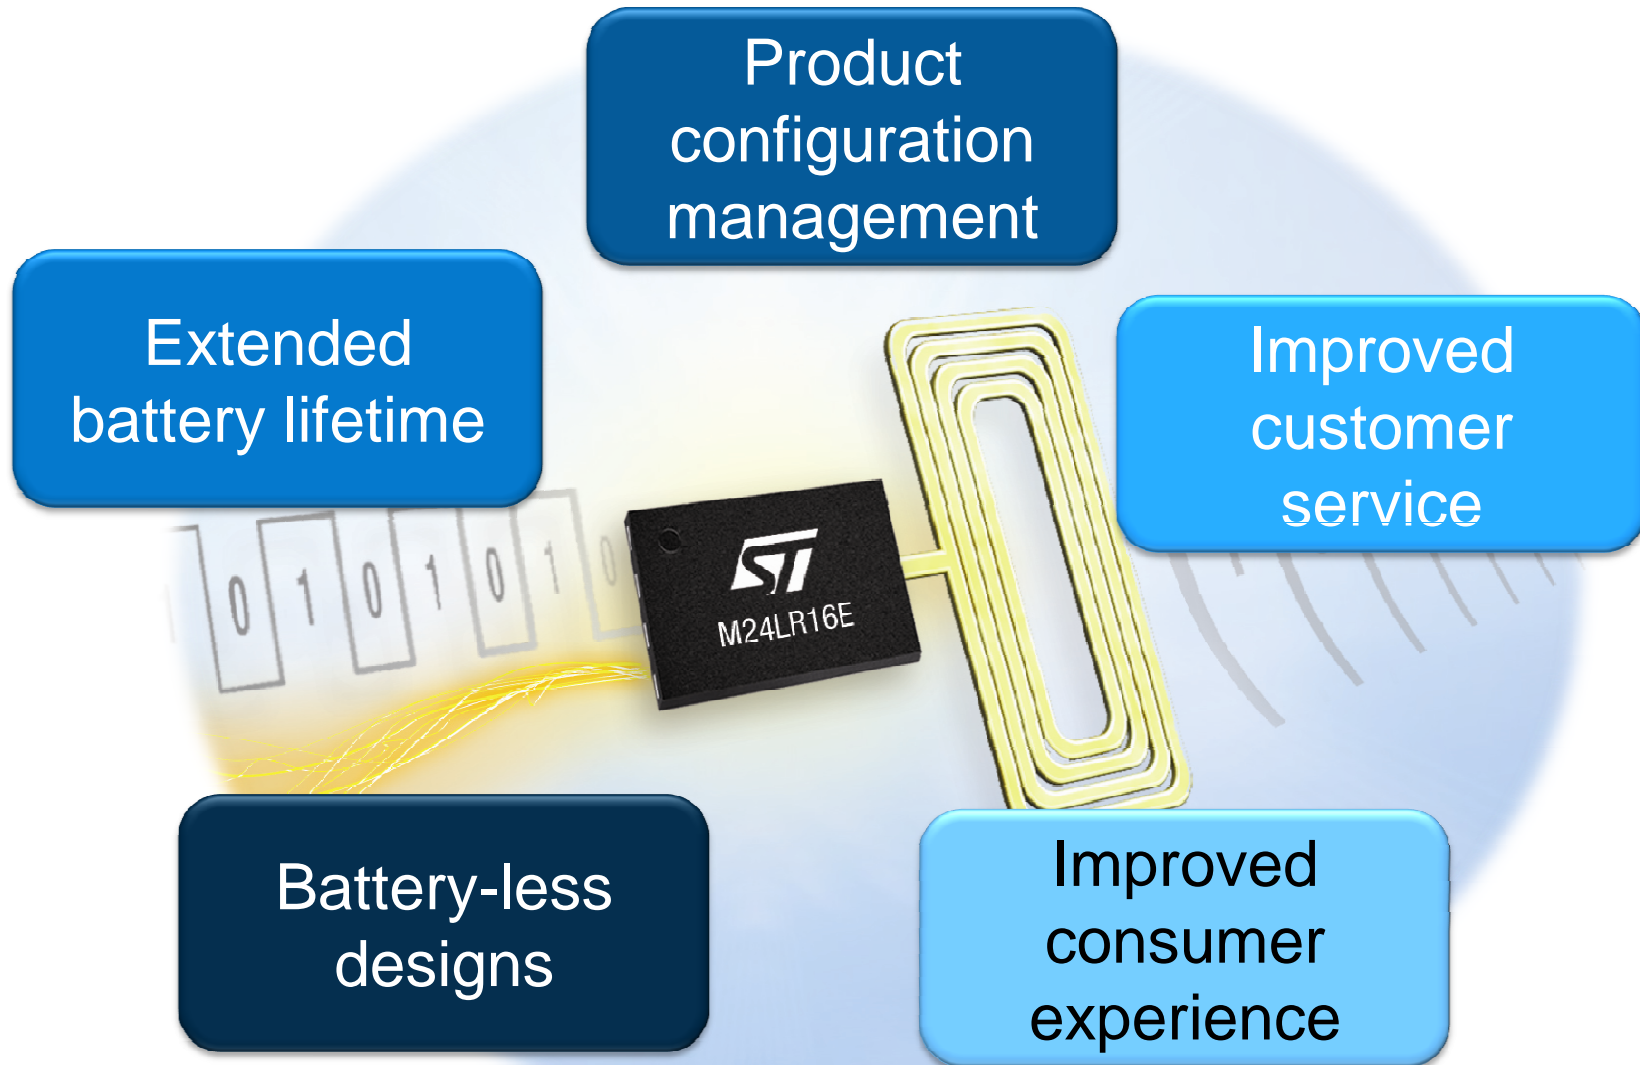 Product
configuration
management
Extended
battery lifetime
Improved
customer
service
0 1 0 1 0 1 0
ST
M24LR16E
Battery-less
designs
Improved
consumer
experience